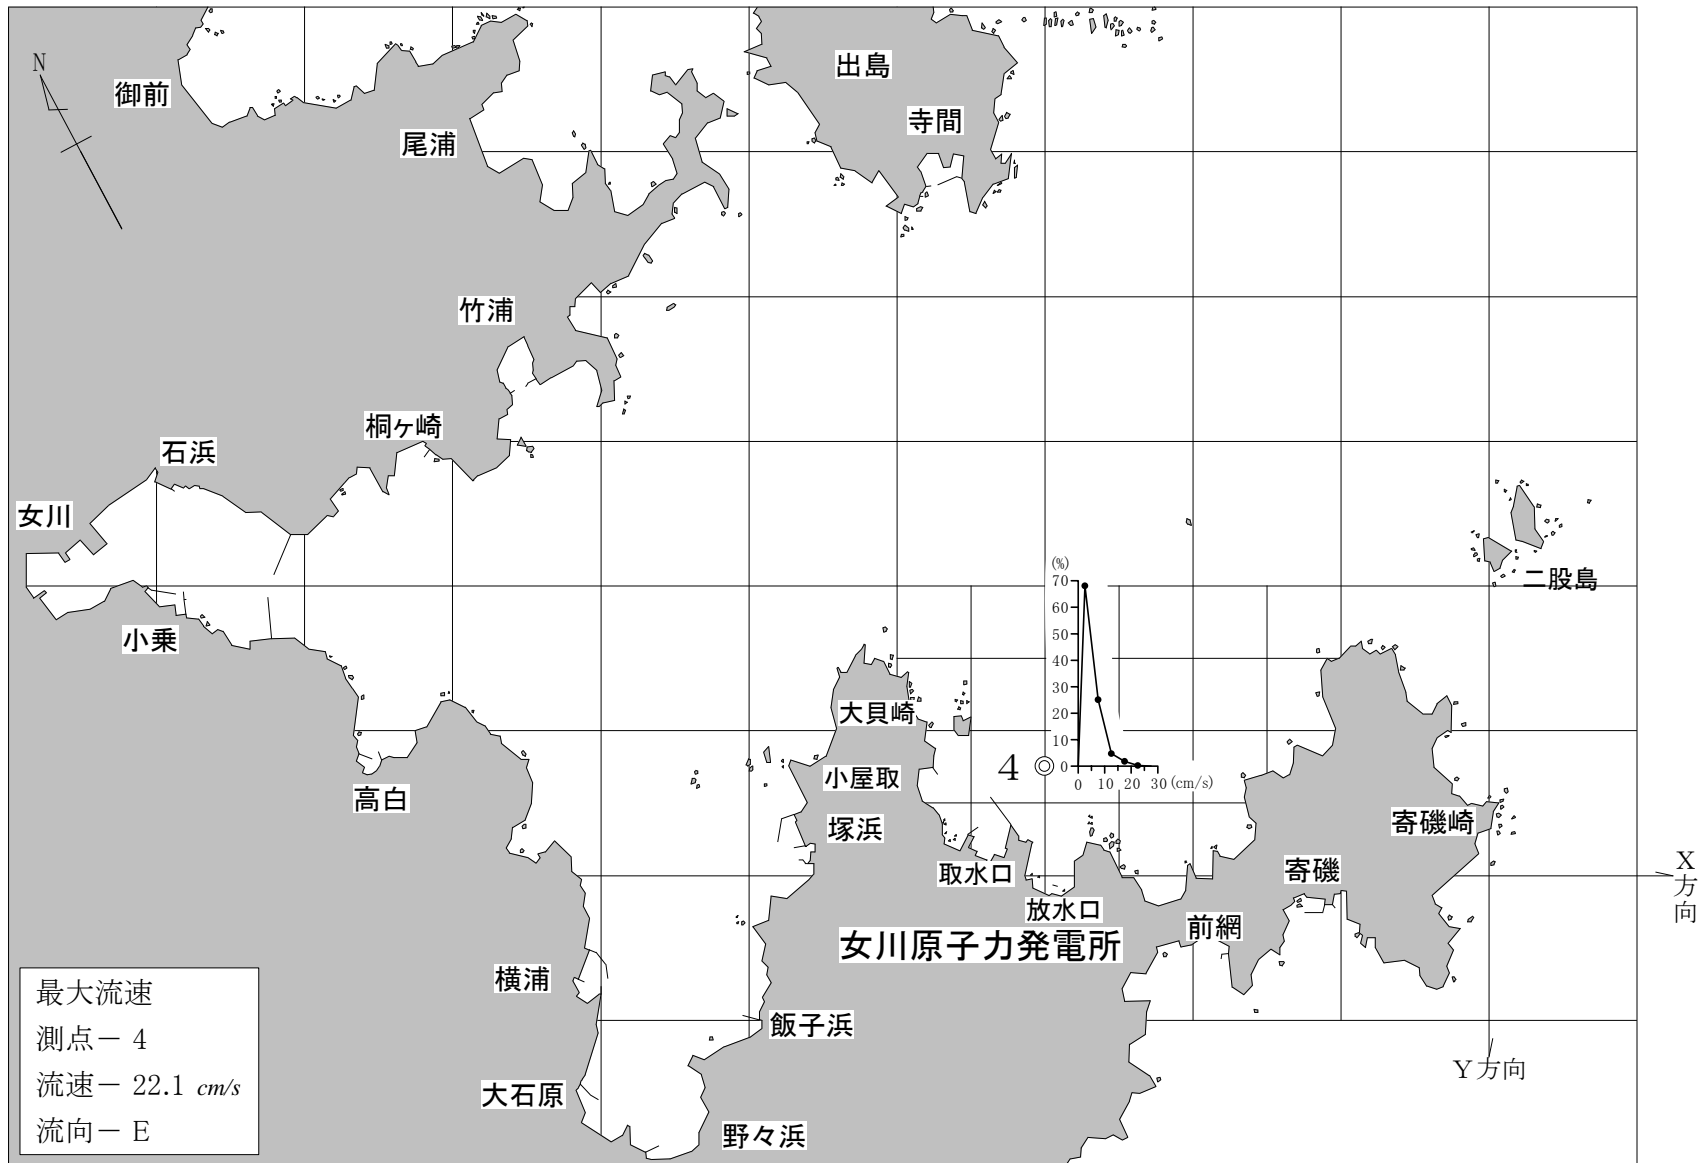 N
御前
尾浦
出島
寺間
竹浦
桐ヶ崎
石浜
女川
小乗
高白
二股島
(%)
70
60
50
40
30
20
10
0
0 10 20 30 (cm/s)
4
大貝崎
小屋取
塚浜
取水口
放水口
女川原子力発電所
前網
寄磯
寄磯崎
X方向
Y方向
横浦
飯子浜
大石原
野々浜
最大流速
測点－ 4
流速－ 22.1 cm/s
流向－ E